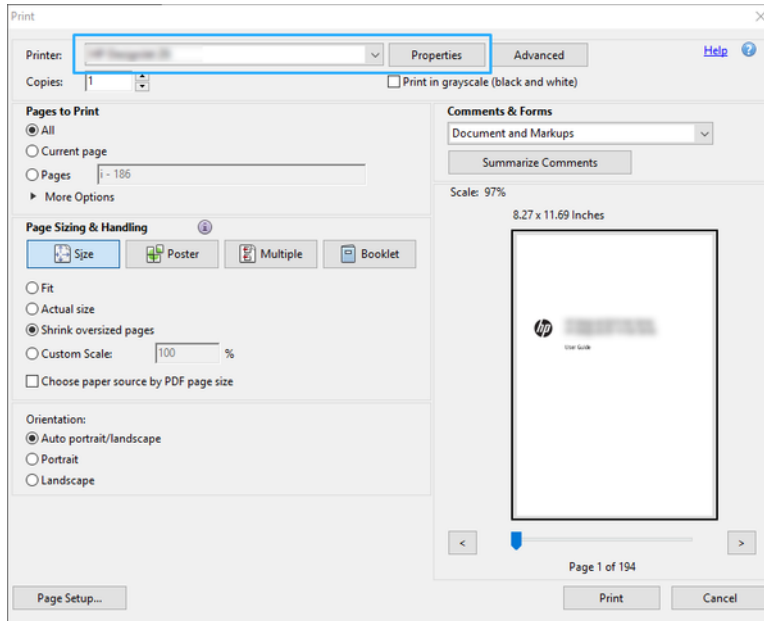 Print
Printer: Properties Advanced Help
Copies: 1 Print in grayscale (black and white)
Pages to Print
All
Current page
Pages i - 186
More Options
Page Sizing & Handling
Size Poster Multiple Booklet
Fit
Actual size
Shrink oversized pages
Custom Scale: 100 %
Choose paper source by PDF page size
Orientation:
Auto portrait/landscape
Portrait
Landscape
Comments & Forms
Document and Markups
Summarize Comments
Scale: 97%
8.27 x 11.69 Inches
hp
User Guide
< >
Page 1 of 194
Page Setup... Print Cancel